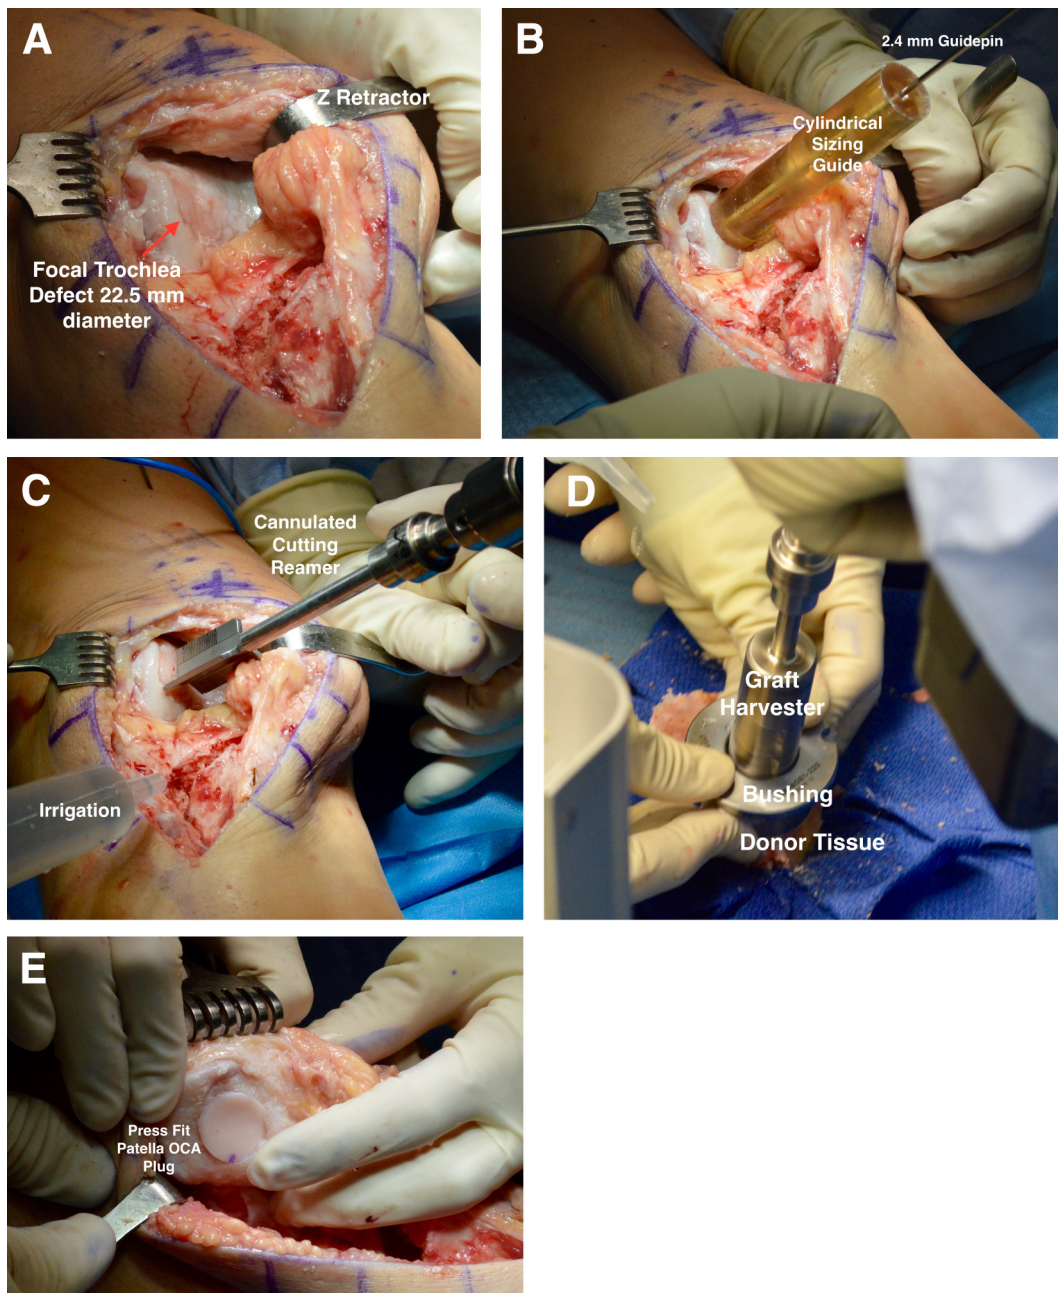 A
Z Retractor
Focal Trochlea
Defect 22.5 mm
diameter
B
2.4 mm Guidepin
Cylindrical
Sizing
Guide
C
Cannulated
Cutting
Reamer
Irrigation
D
Graft
Harvester
Bushing
Donor Tissue
E
Press Fit
Patella OCA
Plug